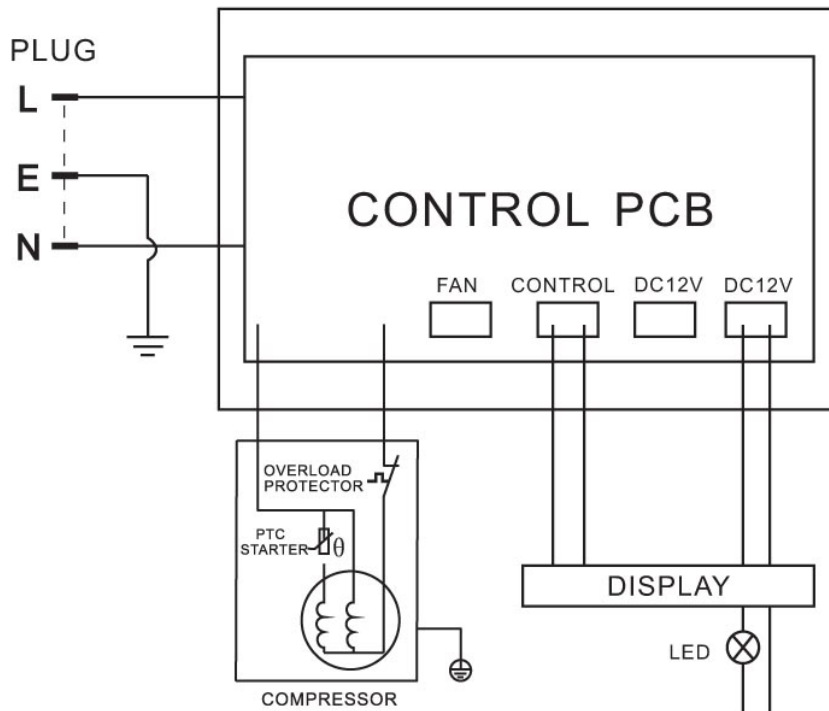 PLUG
L
E
N
CONTROL PCB
FAN
CONTROL
DC12V
DC12V
OVERLOAD
PROTECTOR
PTC
STARTER
θ
COMPRESSOR
DISPLAY
LED